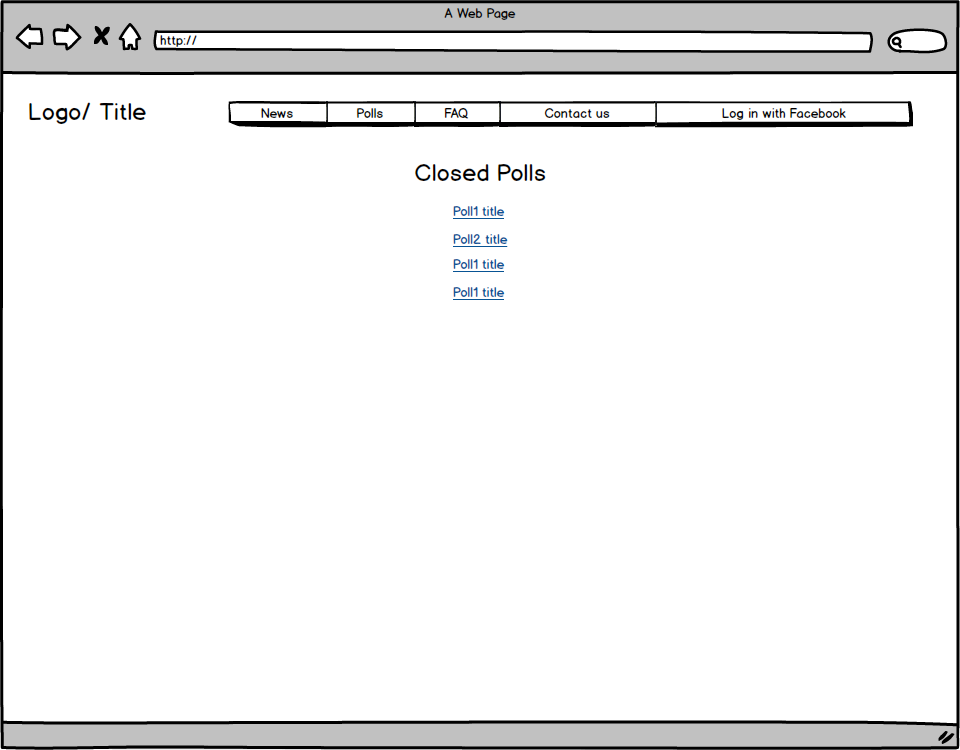 A Web Page
http://
Logo/ Title
News Polls FAQ Contact us Log in with Facebook
Closed Polls
Poll1 title
Poll2 title
Poll1 title
Poll1 title